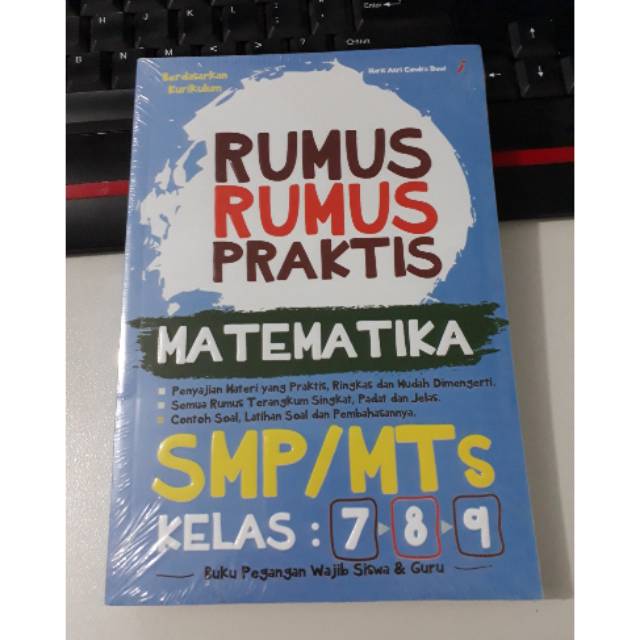 Berdasarkan
Kurikulum
Nurit Asri Candra Dewi
RUMUS
RUMUS
PRAKTIS
MATEMATIKA
Penyajian Materi yang Praktis, Ringkas dan Mudah Dimengerti.
Semua Rumus Terangkum Singkat, Padat dan Jelas.
Contoh Soal, Latihan Soal dan Pembahasannya.
SMP/MTs
KELAS : 7 8 9
Buku Pegangan Wajib Siswa & Guru